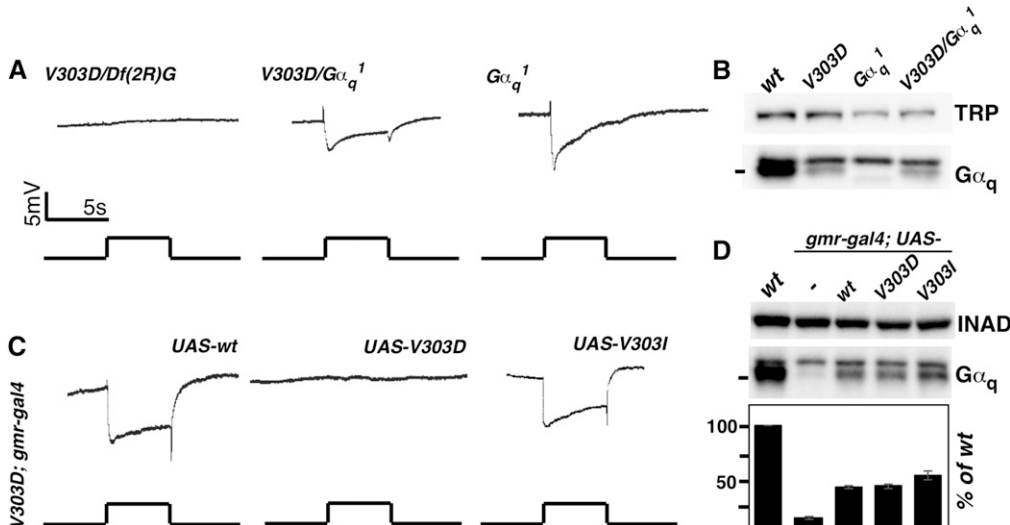 A
V303D/Df(2R)G
V303D/Gαq1
Gαq1
5mV
5s
B
wt
V303D
Gαq1
V303D/Gαq1
TRP
Gαq
C
V303D; gmr-gal4
UAS-wt
UAS-V303D
UAS-V303I
D
gmr-gal4; UAS-
wt
-
wt
V303D
V303I
INAD
Gαq
100
50
% of wt